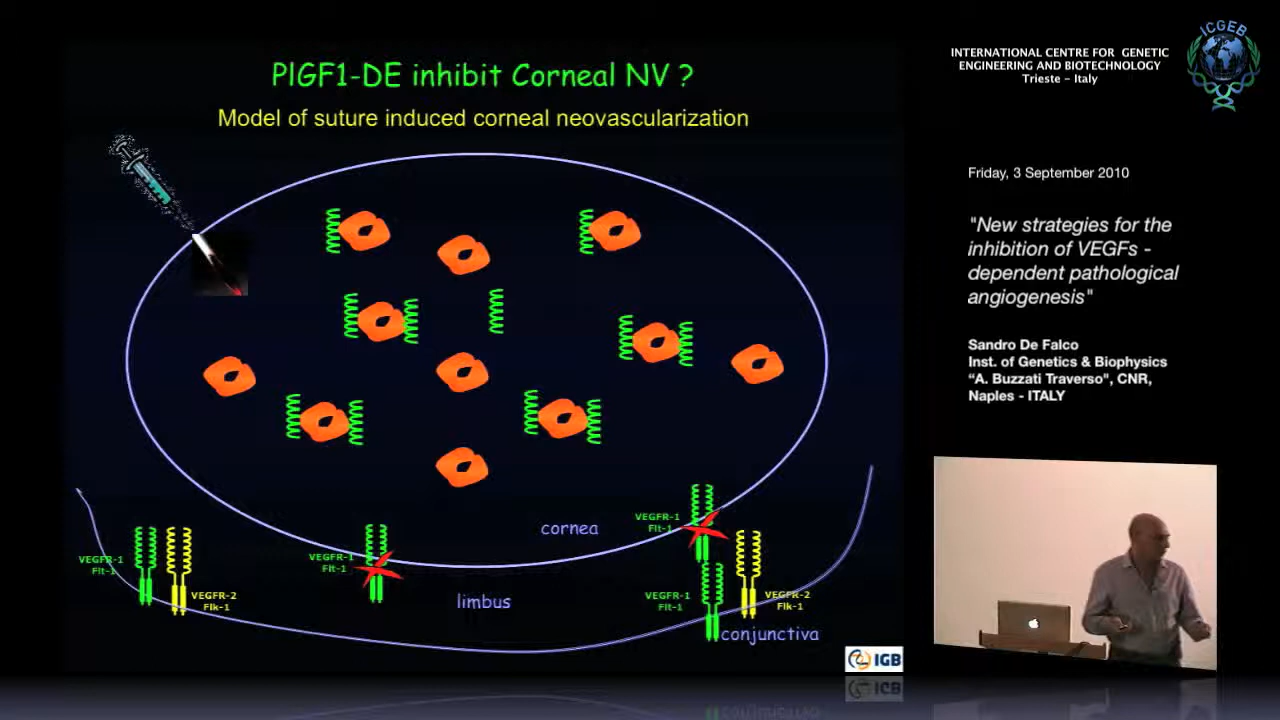 PlGF1-DE inhibit Corneal NV ?
Model of suture induced corneal neovascularization
cornea
VEGFR-1
Flt-1
VEGFR-1
Flt-1
VEGFR-1
Flt-1
VEGFR-2
Flk-1
limbus
VEGFR-1
Flt-1
VEGFR-2
Flk-1
conjunctiva
IGB
INTERNATIONAL CENTRE FOR GENETIC
ENGINEERING AND BIOTECHNOLOGY
Trieste - Italy
ICGEB
Friday, 3 September 2010
"New strategies for the
inhibition of VEGFs -
dependent pathological
angiogenesis"
Sandro De Falco
Inst. of Genetics & Biophysics
“A. Buzzati Traverso", CNR,
Naples - ITALY